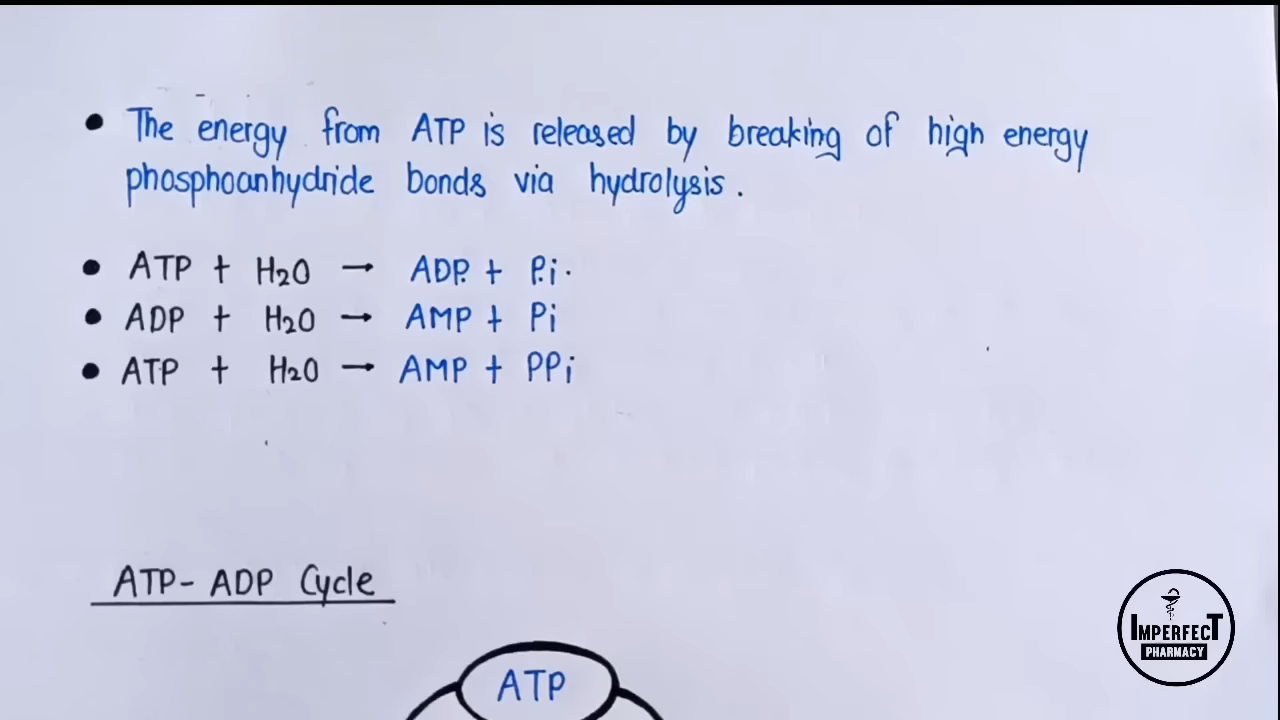 • The energy from ATP is released by breaking of high energy
phosphoanhydride bonds via hydrolysis.
• ATP + H2O → ADP + Pi.
• ADP + H2O → AMP + Pi
• ATP + H2O → AMP + PPi
ATP- ADP Cycle
ATP
IMPERFECT
PHARMACY